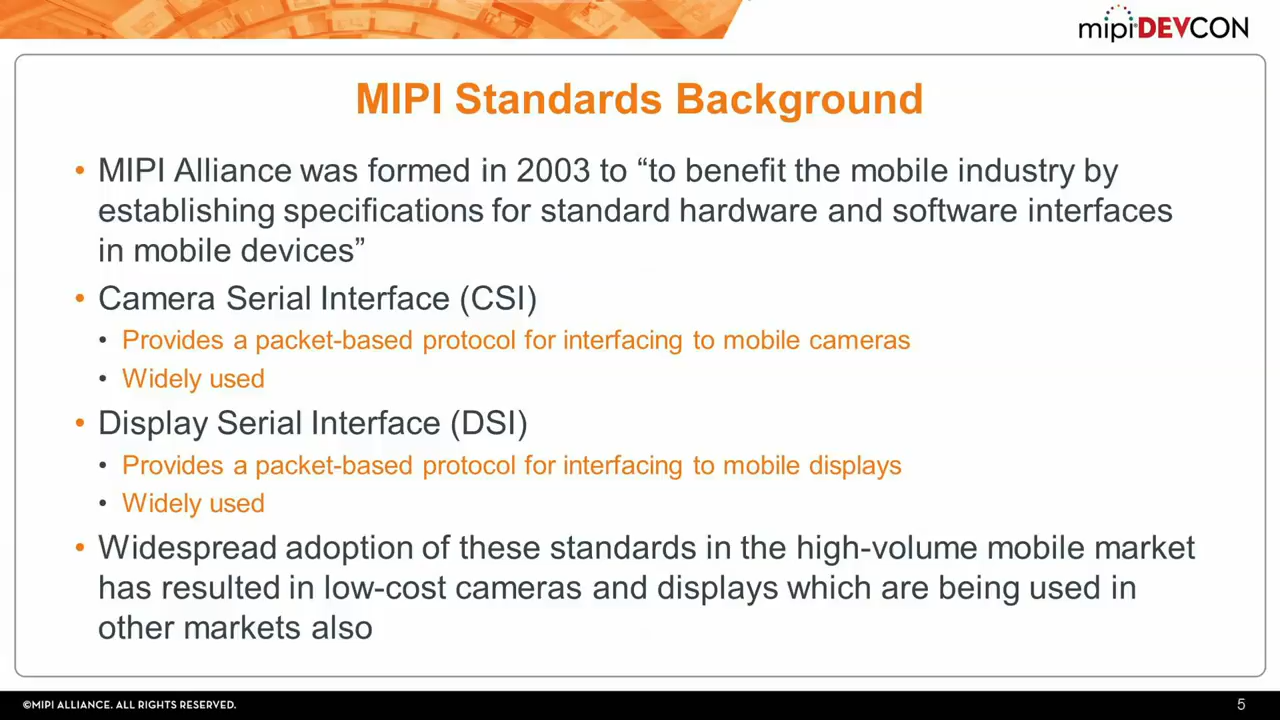 mipi DEVCON
MIPI Standards Background
• MIPI Alliance was formed in 2003 to “to benefit the mobile industry by
establishing specifications for standard hardware and software interfaces
in mobile devices”
• Camera Serial Interface (CSI)
• Provides a packet-based protocol for interfacing to mobile cameras
• Widely used
• Display Serial Interface (DSI)
• Provides a packet-based protocol for interfacing to mobile displays
• Widely used
• Widespread adoption of these standards in the high-volume mobile market
has resulted in low-cost cameras and displays which are being used in
other markets also
©MIPI ALLIANCE. ALL RIGHTS RESERVED.
5